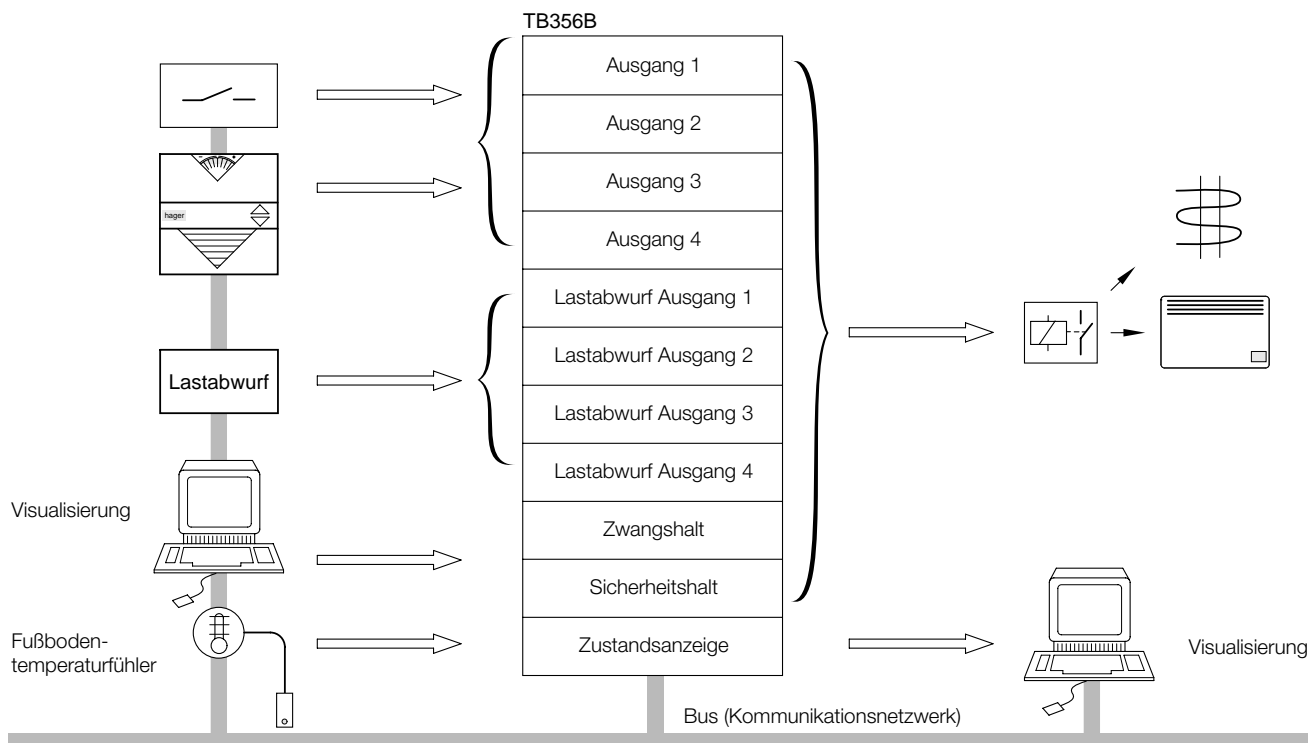 TB356B
Ausgang 1
Ausgang 2
Ausgang 3
Ausgang 4
Lastabwurf Ausgang 1
Lastabwurf Ausgang 2
Lastabwurf Ausgang 3
Lastabwurf Ausgang 4
Zwangshalt
Sicherheitshalt
Zustandsanzeige
hager
Lastabwurf
Visualisierung
Fußboden-
temperaturfühler
Visualisierung
Bus (Kommunikationsnetzwerk)